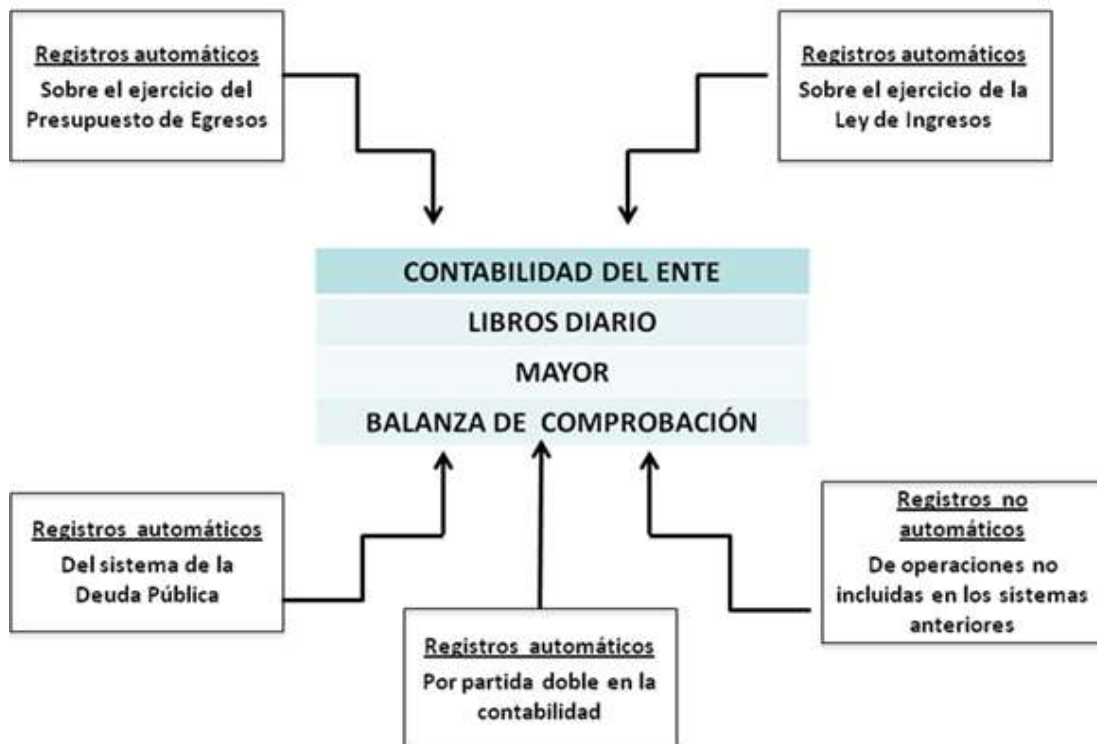 Registros automáticos
Sobre el ejercicio del
Presupuesto de Egresos
Registros automáticos
Sobre el ejercicio de la
Ley de Ingresos
CONTABILIDAD DEL ENTE
LIBROS DIARIO
MAYOR
BALANZA DE COMPROBACIÓN
Registros automáticos
Del sistema de la
Deuda Pública
Registros automáticos
Por partida doble en la
contabilidad
Registros no
automáticos
De operaciones no
incluidas en los sistemas
anteriores